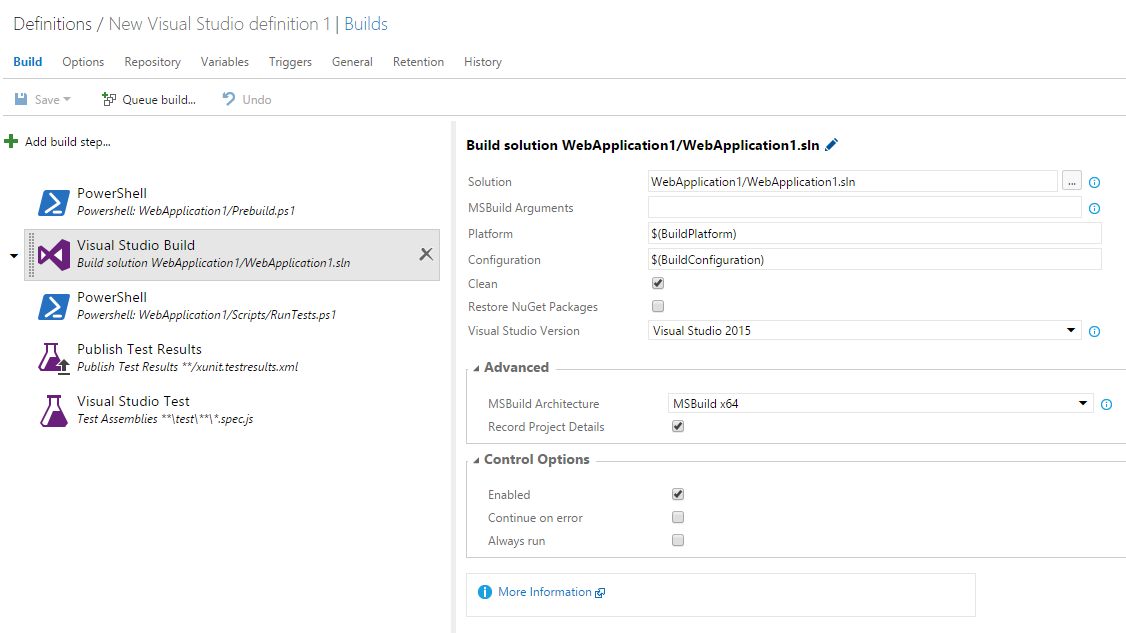 Definitions / New Visual Studio definition 1 | Builds
Build Options Repository Variables Triggers General Retention History
Save Queue build... Undo
Add build step...
PowerShell
Powershell: WebApplication1/Prebuild.ps1
Visual Studio Build
Build solution WebApplication1/WebApplication1.sln
PowerShell
Powershell: WebApplication1/Scripts/RunTests.ps1
Publish Test Results
Publish Test Results **/xunit.testresults.xml
Visual Studio Test
Test Assemblies **\test\**\*.spec.js
Build solution WebApplication1/WebApplication1.sln
Solution WebApplication1/WebApplication1.sln ...
MSBuild Arguments
Platform $(BuildPlatform)
Configuration $(BuildConfiguration)
Clean
Restore NuGet Packages
Visual Studio Version Visual Studio 2015
Advanced
MSBuild Architecture MSBuild x64
Record Project Details
Control Options
Enabled
Continue on error
Always run
More Information